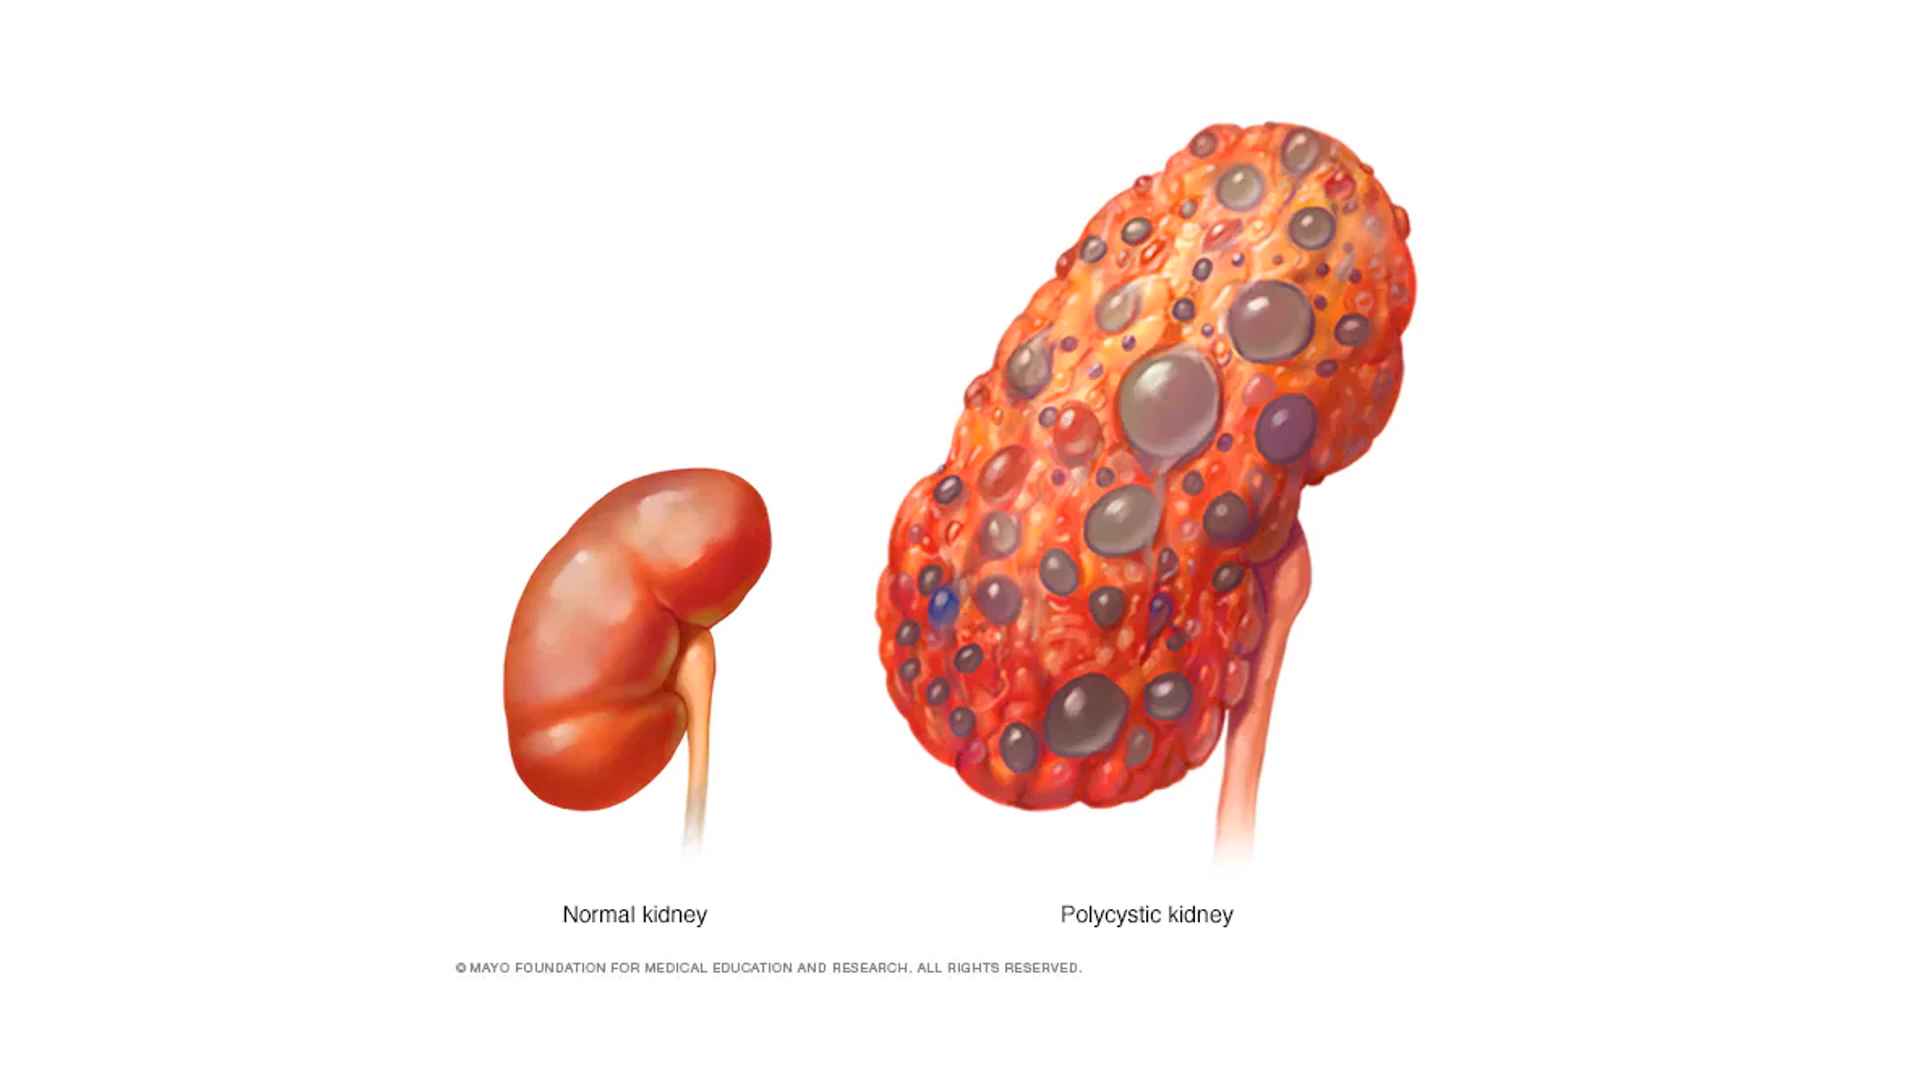 Normal kidney
Polycystic kidney
© MAYO FOUNDATION FOR MEDICAL EDUCATION AND RESEARCH. ALL RIGHTS RESERVED.